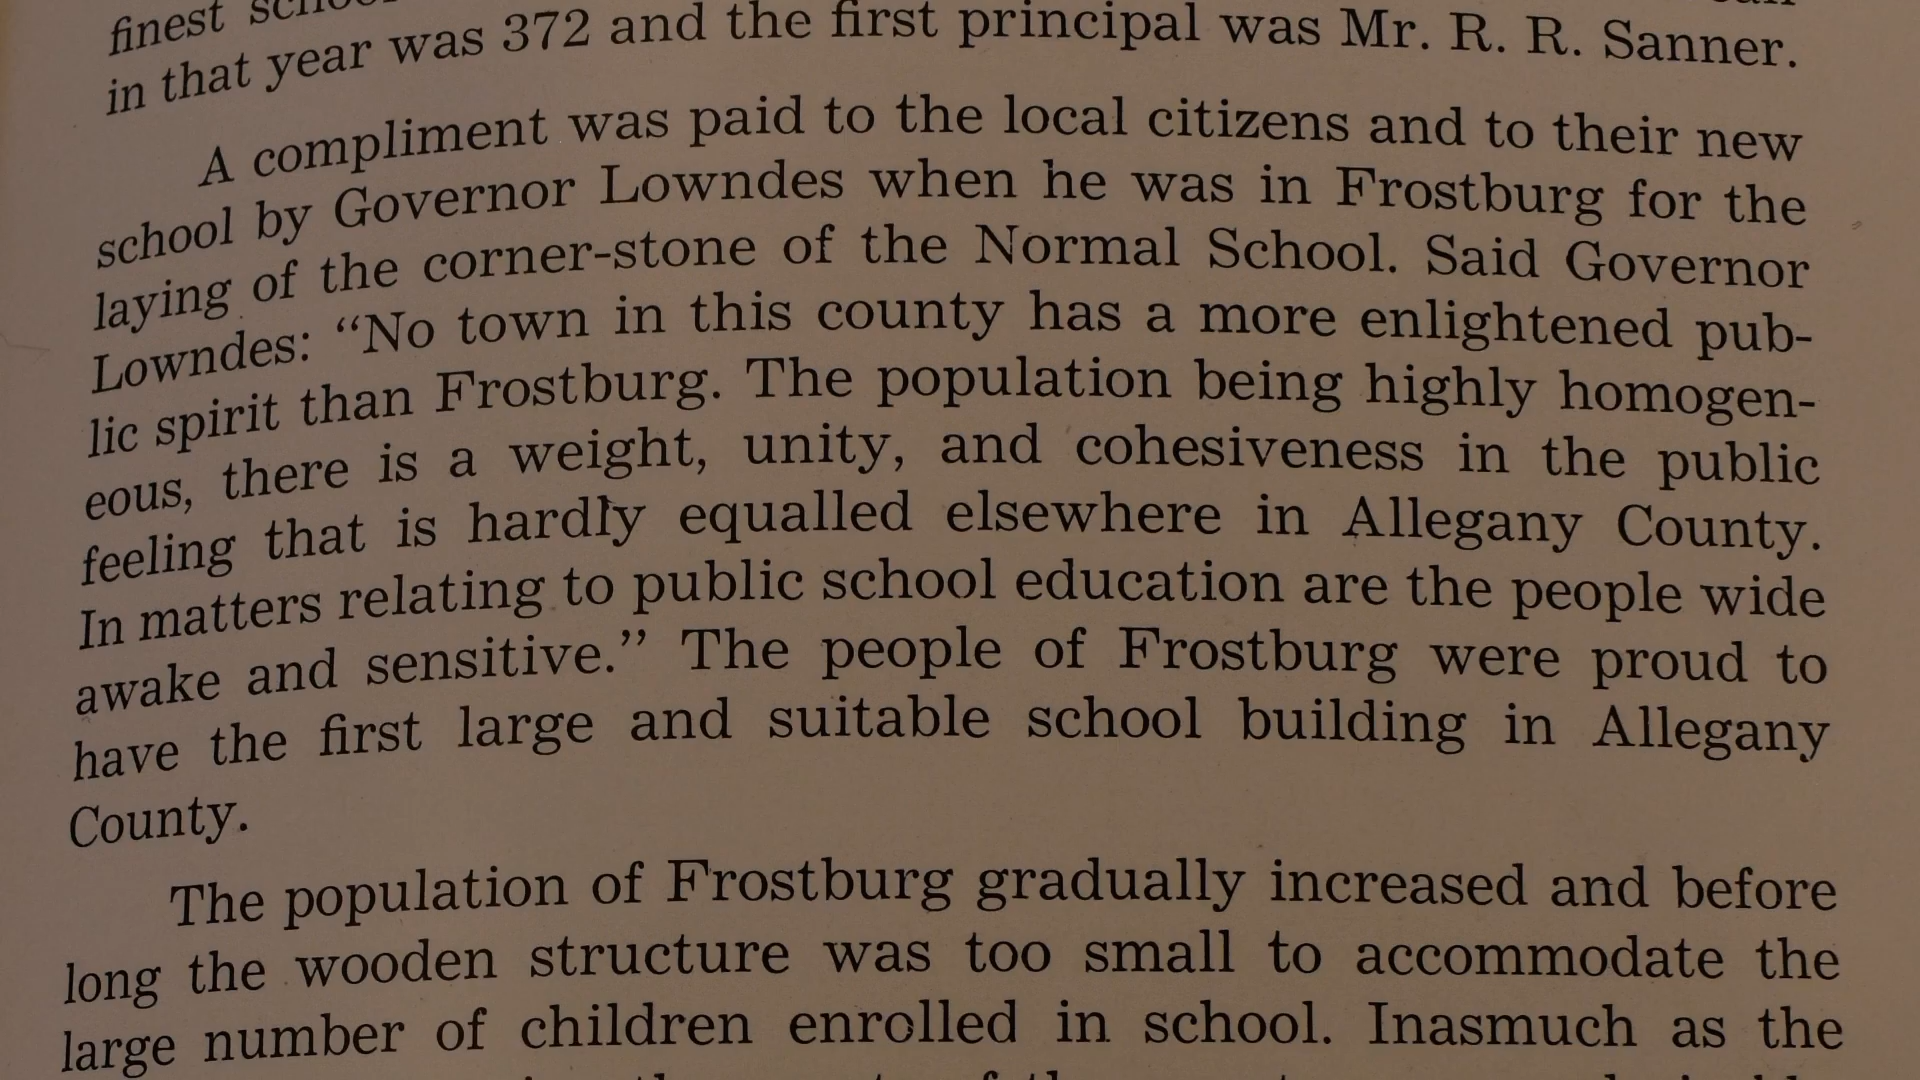 finest
in that year was 372 and the first principal was Mr. R. R. Sanner.
A compliment was paid to the local citizens and to their new
school by Governor Lowndes when he was in Frostburg for the
laying of the corner-stone of the Normal School. Said Governor
Lowndes: “No town in this county has a more enlightened pub-
lic spirit than Frostburg. The population being highly homogen-
eous, there is a weight, unity, and cohesiveness in the public
feeling that is hardly equalled elsewhere in Allegany County.
In matters relating to public school education are the people wide
awake and sensitive.” The people of Frostburg were proud to
have the first large and suitable school building in Allegany
County.
The population of Frostburg gradually increased and before
long the wooden structure was too small to accommodate the
large number of children enrolled in school. Inasmuch as the